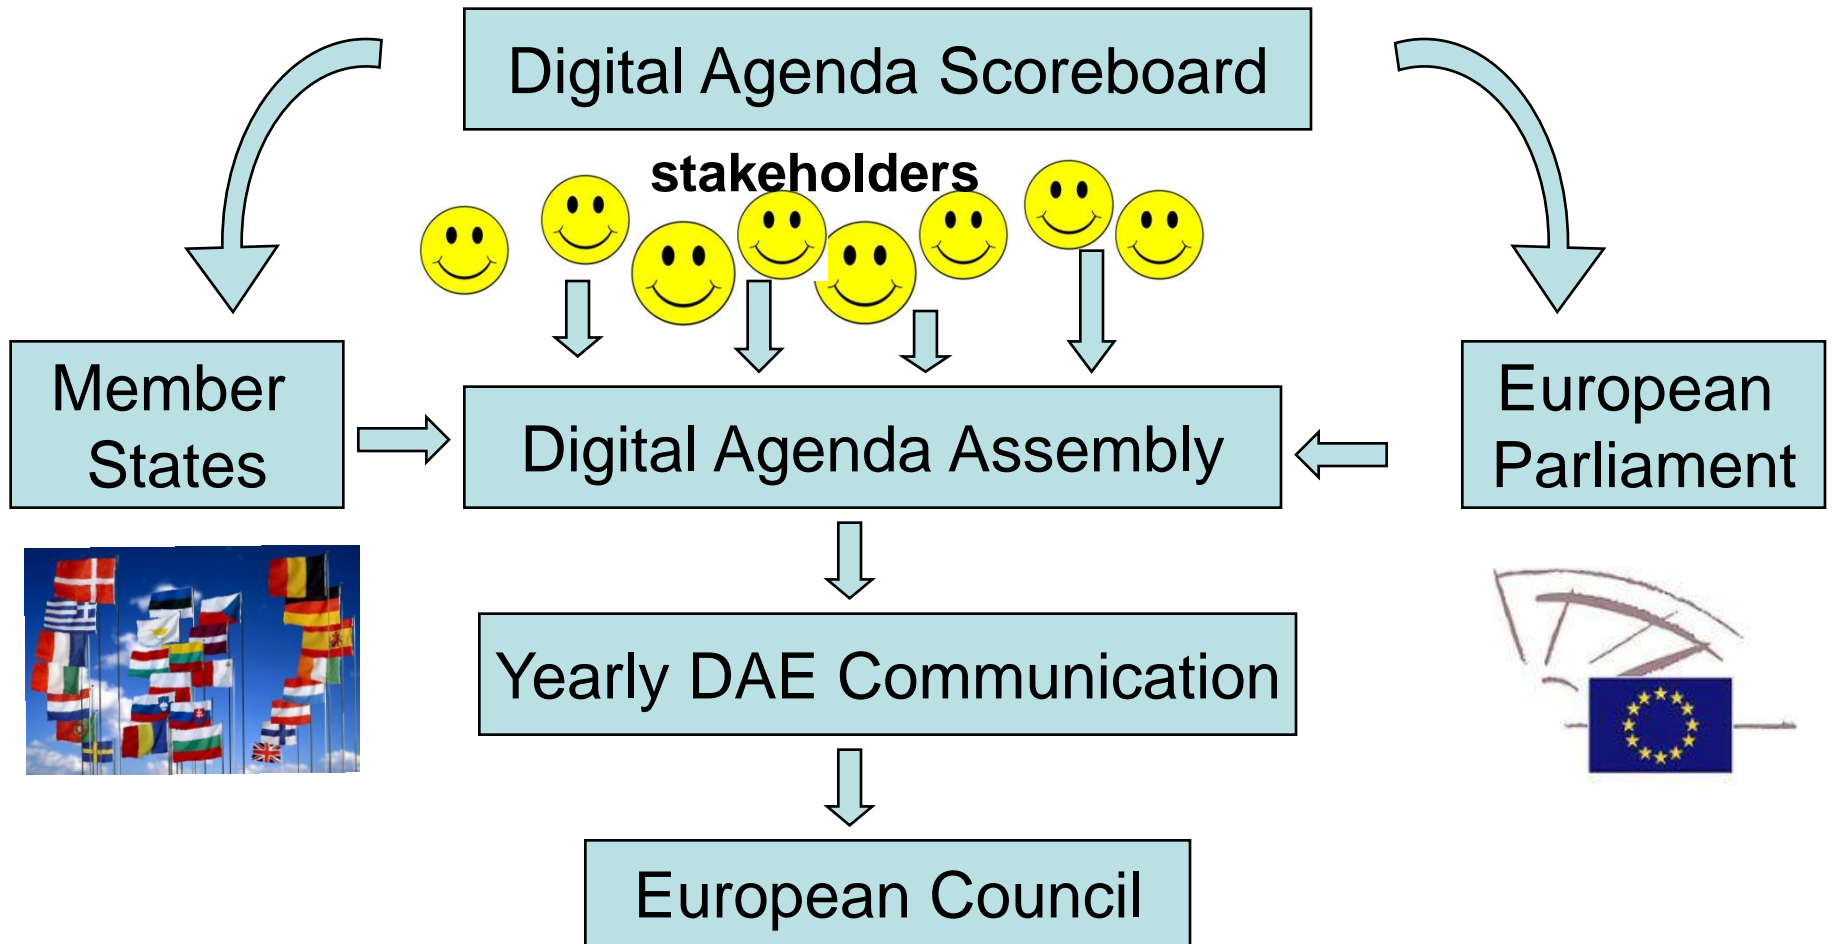 Digital Agenda Scoreboard
stakeholders
Member
States
Digital Agenda Assembly
European
Parliament
Yearly DAE Communication
European Council